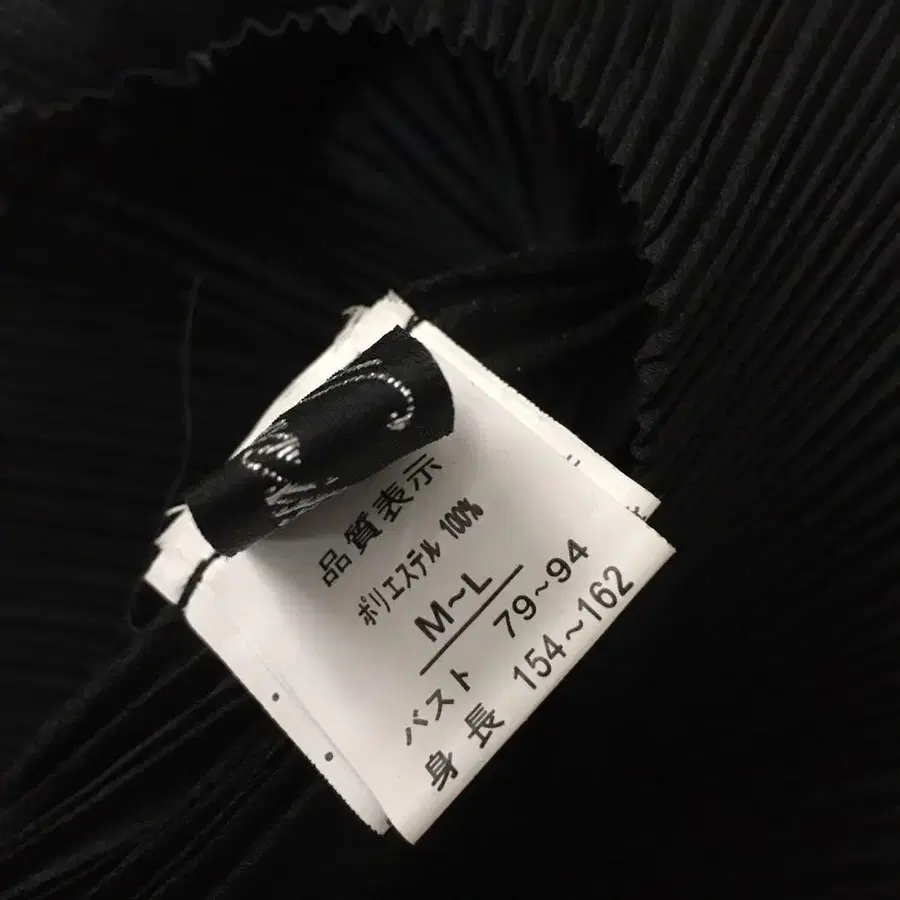 品質表示
ポリエステル 100%
M~L
バスト 79~94
身長 154~162